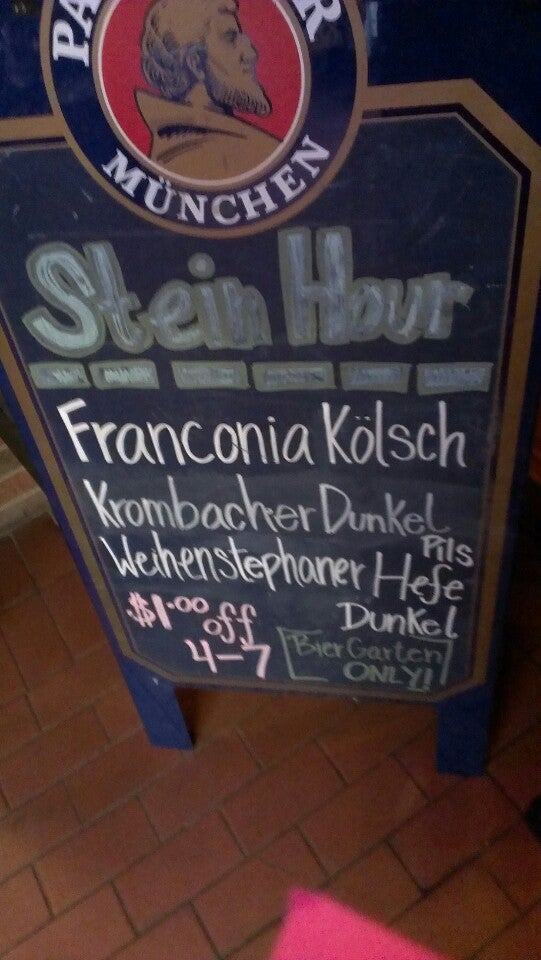 MÜNCHEN
Stein Hour
Franconia Kölsch
Krombacher Dunkel
Pils
Weihenstephaner Hefe
Dunkel
$1.00 off
4-7
Bier Garten
ONLY!